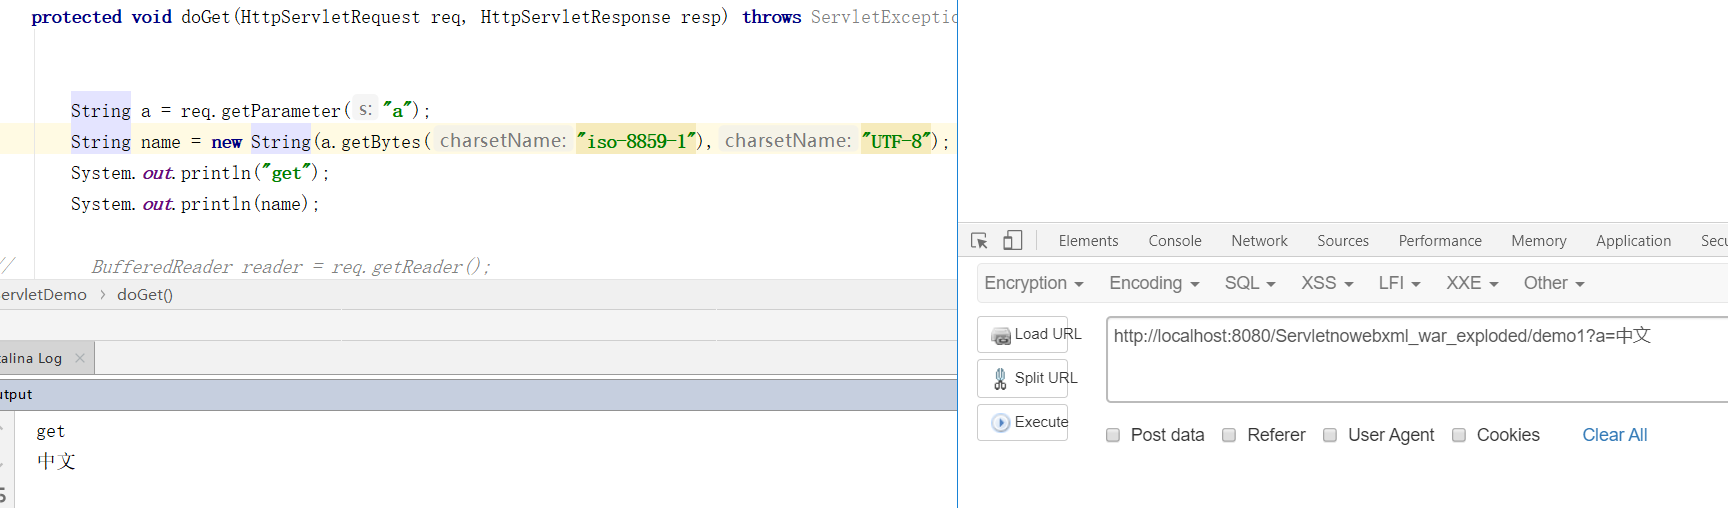 protected void doGet(HttpServletRequest req, HttpServletResponse resp) throws ServletExceptio
String a = req.getParameter( s: "a");
String name = new String(a.getBytes( charsetName: "iso-8859-1"), charsetName: "UTF-8");
System.out.println("get");
System.out.println(name);
// BufferedReader reader = req.getReader();
ervletDemo › doGet()
talina Log ×
utput
get
中文
5
Elements Console Network Sources Performance Memory Application Secu
Encryption Encoding SQL XSS LFI XXE Other
Load URL
http://localhost:8080/Servletnowebxml_war_exploded/demo1?a=中文
Split URL
Execute
Post data Referer User Agent Cookies Clear All